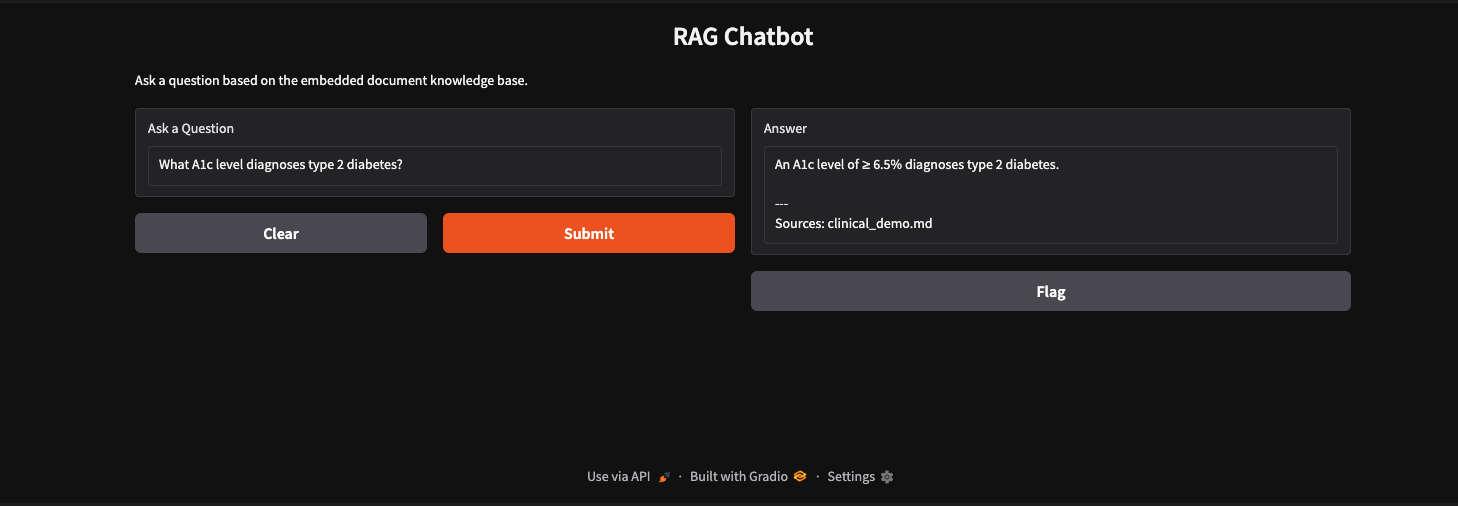 RAG Chatbot
Ask a question based on the embedded document knowledge base.
Ask a Question
What A1c level diagnoses type 2 diabetes?
Clear
Submit
Answer
An A1c level of ≥ 6.5% diagnoses type 2 diabetes.
---
Sources: clinical_demo.md
Flag
Use via API · Built with Gradio · Settings